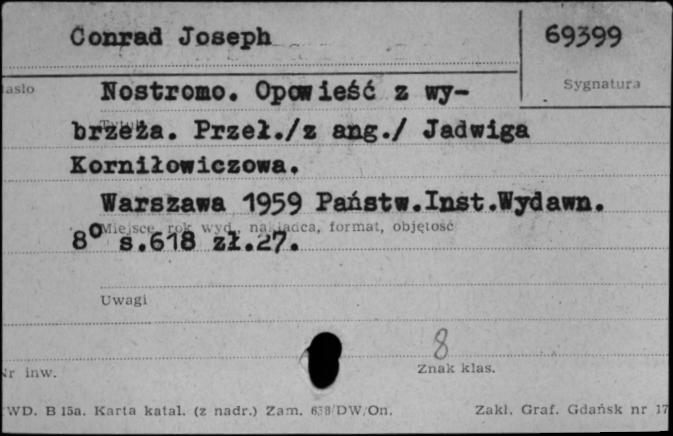 Conrad Joseph 69399
asło Sygnatura
Nostromo. Opowieść z wy-
brzeża. Przeł./z ang./ Jadwiga
Korniłowiczowa.
Warszawa 1959 Państw.Inst.Wydawn.
Miejsce, rok wyd., nakładca, format, objętość
8° s.618 zł.27.
Uwagi
8
Nr inw. Znak klas.
WD. B 15a. Karta katal. (z nadr.) Zam. 638/DW/On. Zakł. Graf. Gdańsk nr 17